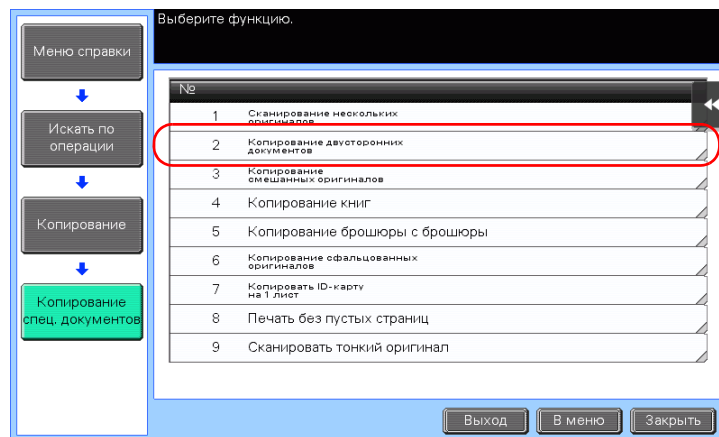 Выберите функцию.
Меню справки
Искать по
операции
Копирование
Копирование
спец. документов
№
1 Сканирование нескольких
оригиналов
2 Копирование двусторонних
документов
3 Копирование
смешанных оригиналов
4 Копирование книг
5 Копирование брошюры с брошюры
6 Копирование сфальцованных
оригиналов
7 Копировать ID-карту
на 1 лист
8 Печать без пустых страниц
9 Сканировать тонкий оригинал
Выход В меню Закрыть